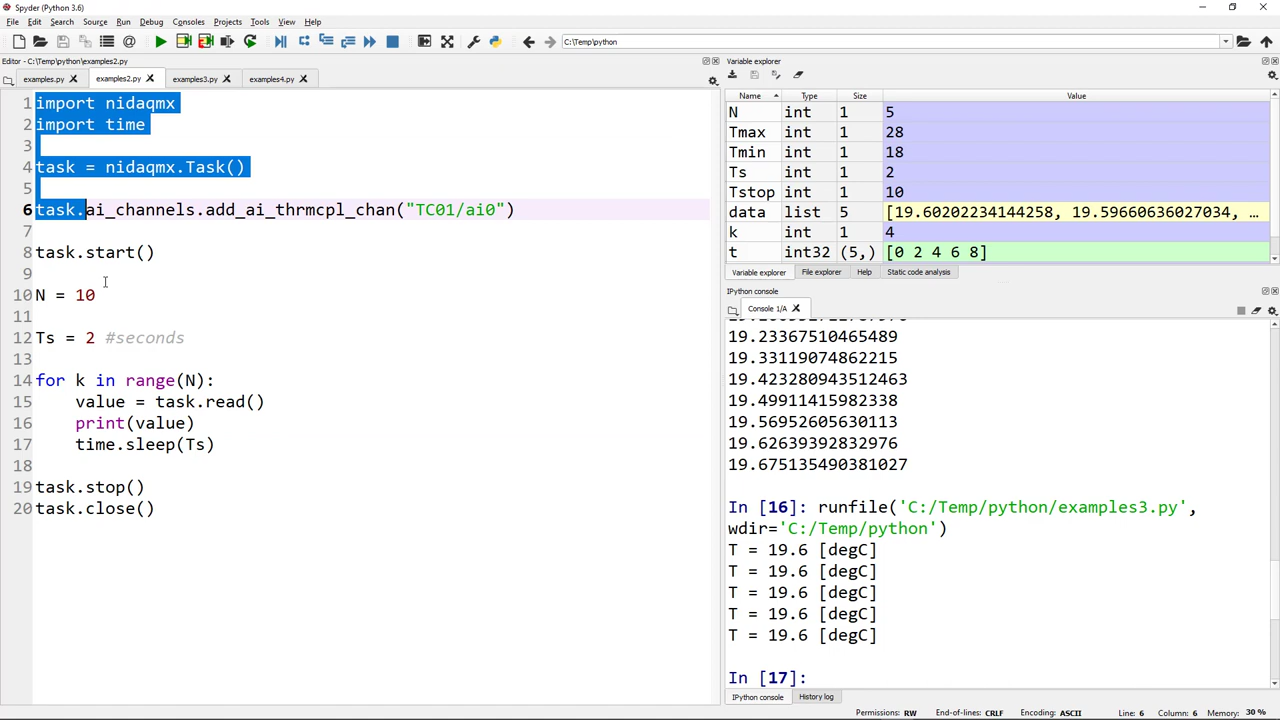 Spyder (Python 3.6)
File Edit Search Source Run Debug Consoles Projects Tools View Help
C:\Temp\python
Editor - C:\Temp\python\examples2.py
examples.py examples2.py examples3.py examples4.py
1 import nidaqmx
2 import time
3
4 task = nidaqmx.Task()
5
6 task.ai_channels.add_ai_thrmcpl_chan("TC01/ai0")
7
8 task.start()
9
10 N = 10
11
12 Ts = 2 #seconds
13
14 for k in range(N):
15 value = task.read()
16 print(value)
17 time.sleep(Ts)
18
19 task.stop()
20 task.close()
Variable explorer
Name Type Size Value
N int 1 5
Tmax int 1 28
Tmin int 1 18
Ts int 1 2
Tstop int 1 10
data list 5 [19.60202234144258, 19.59660636027034, …
k int 1 4
t int32 (5,) [0 2 4 6 8]
Variable explorer File explorer Help Static code analysis
IPython console
Console 1/A
19.23367510465489
19.33119074862215
19.423280943512463
19.49911415982338
19.56952605630113
19.62639392832976
19.675135490381027
In [16]: runfile('C:/Temp/python/examples3.py',
wdir='C:/Temp/python')
T = 19.6 [degC]
T = 19.6 [degC]
T = 19.6 [degC]
T = 19.6 [degC]
T = 19.6 [degC]
In [17]:
IPython console History log
Permissions: RW End-of-lines: CRLF Encoding: ASCII Line: 6 Column: 6 Memory: 30 %